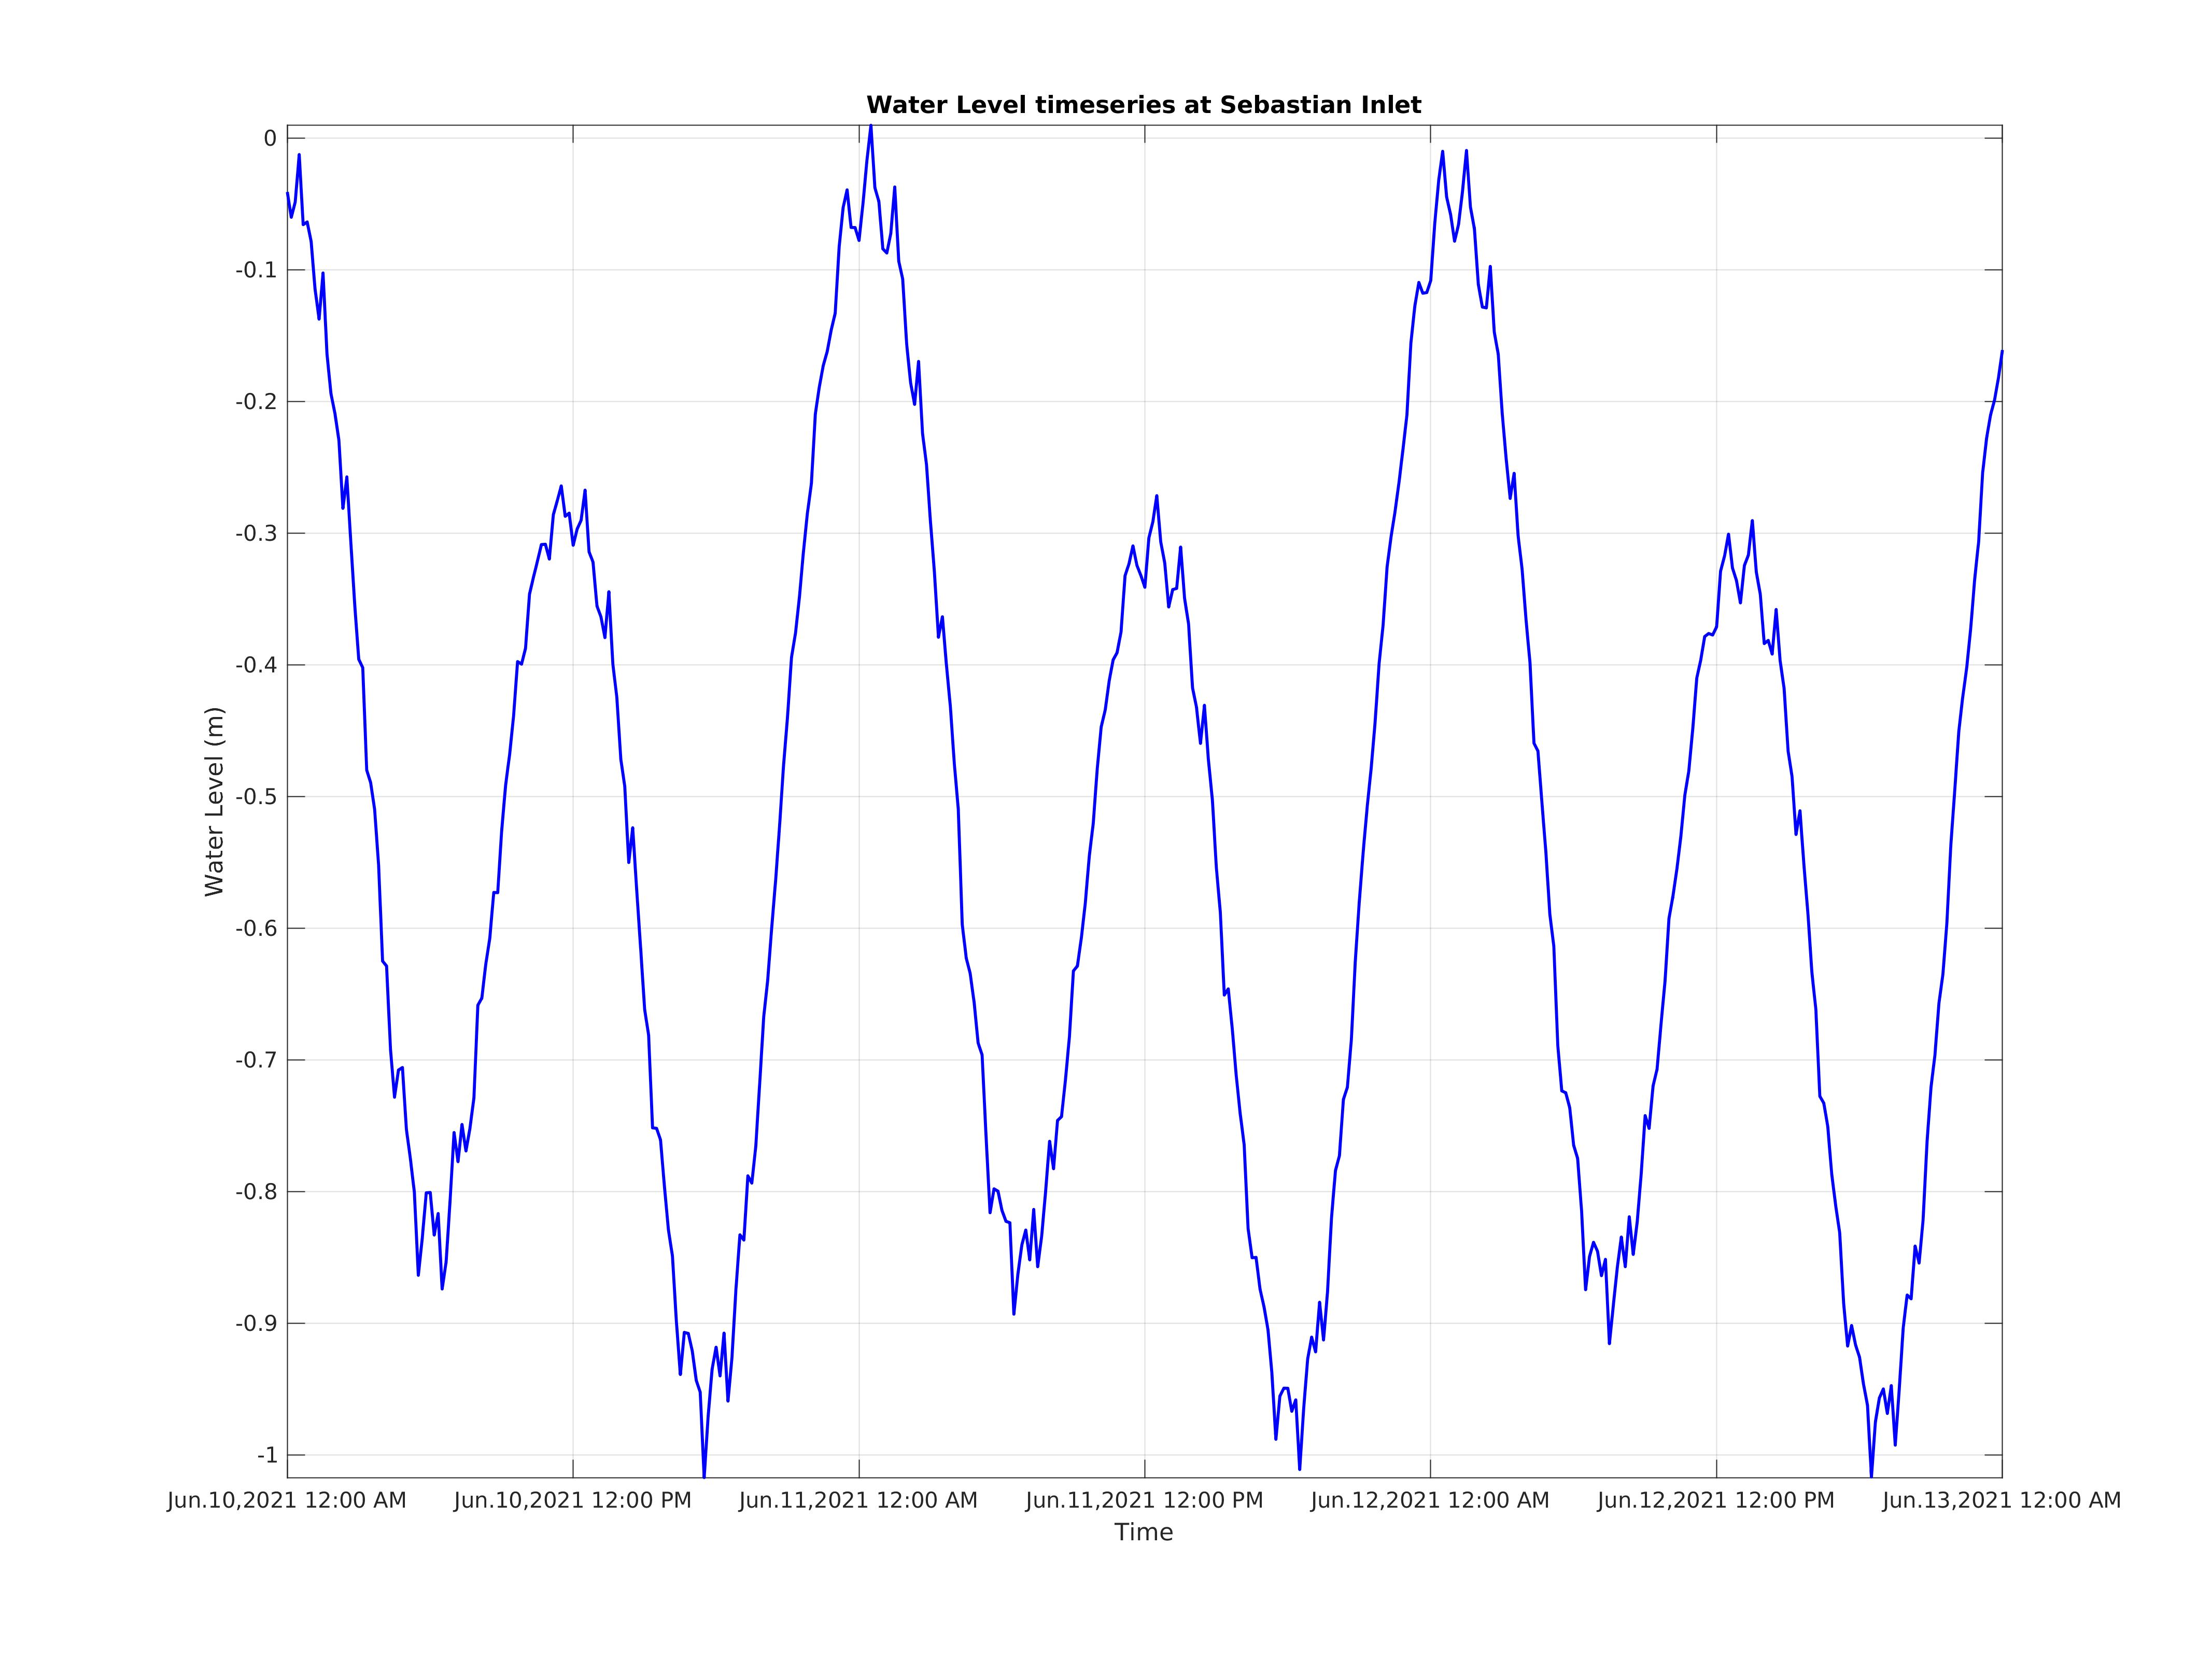 Water Level timeseries at Sebastian Inlet
0
-0.1
-0.2
-0.3
-0.4
-0.5
-0.6
-0.7
-0.8
-0.9
-1
Water Level (m)
Jun.10,2021 12:00 AM Jun.10,2021 12:00 PM Jun.11,2021 12:00 AM Jun.11,2021 12:00 PM Jun.12,2021 12:00 AM Jun.12,2021 12:00 PM Jun.13,2021 12:00 AM
Time